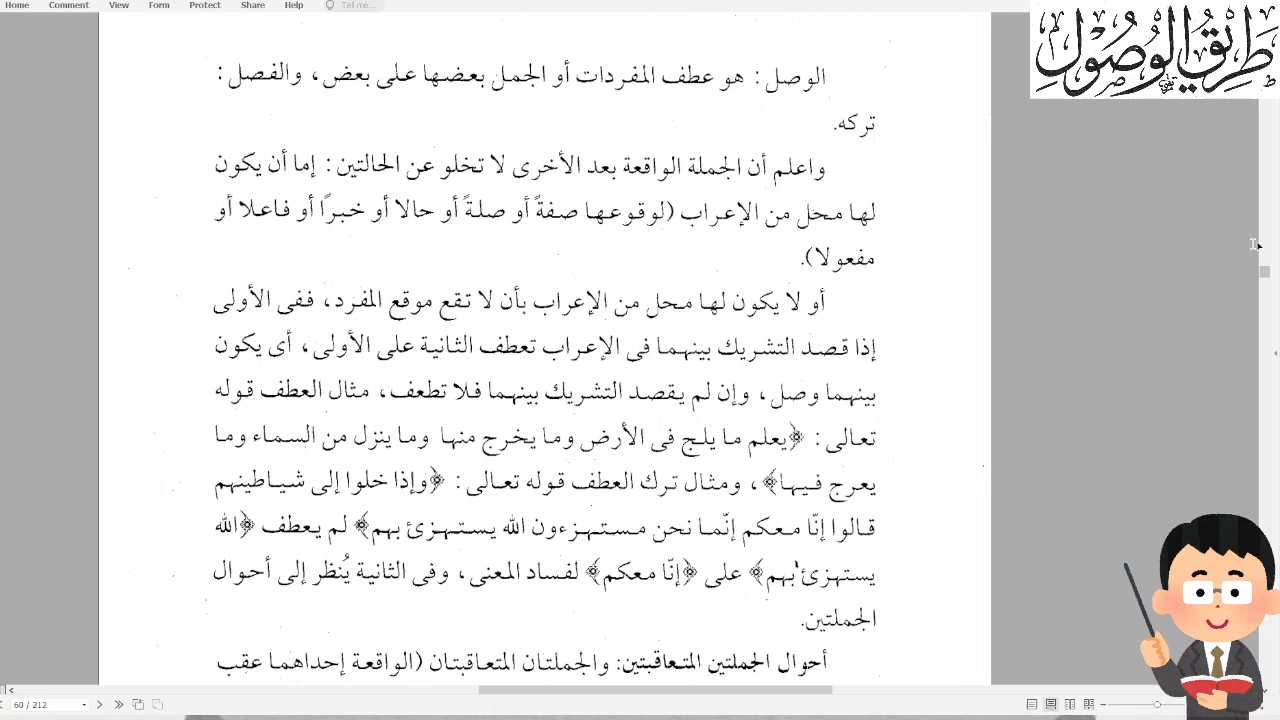 Home Comment View Form Protect Share Help Tell me...
طريق الوصول
الوصل : هو عطف المفردات أو الجمل بعضها على بعض، والفصل :
تركه.
واعلم أن الجملة الواقعة بعد الأخرى لا تخلو عن الحالتين: إما أن يكون
لها محل من الإعراب (لوقوعها صفةً أو صلةً أو حالا أو خبرًا أو فاعلا أو
مفعولا).
أو لا يكون لها محل من الإعراب بأن لا تقع موقع المفرد، ففى الأولى
إذا قصد التشريك بينهما فى الإعراب تعطف الثانية على الأولى، أى يكون
بينهما وصل، وإن لم يقصد التشريك بينهما فلا تطعف، مثال العطف قوله
تعالى: ﴿يعلم ما يلج فى الأرض وما يخرج منها وما ينزل من السماء وما
يعرج فيها﴾، ومثال ترك العطف قوله تعالى: ﴿وإذا خلوا إلى شياطينهم
قالوا إنّا معكم إنّما نحن مستهزءون الله يستهزئ بهم﴾ لم يعطف ﴿الله
يستهزئ بهم﴾ على ﴿إنّا معكم﴾ لفساد المعنى، وفى الثانية يُنظر إلى أحوال
الجملتين.
أحوال الجملتين المتعاقبتين: والجملتان المتعاقبتان (الواقعة إحداهما عقب
60 / 212